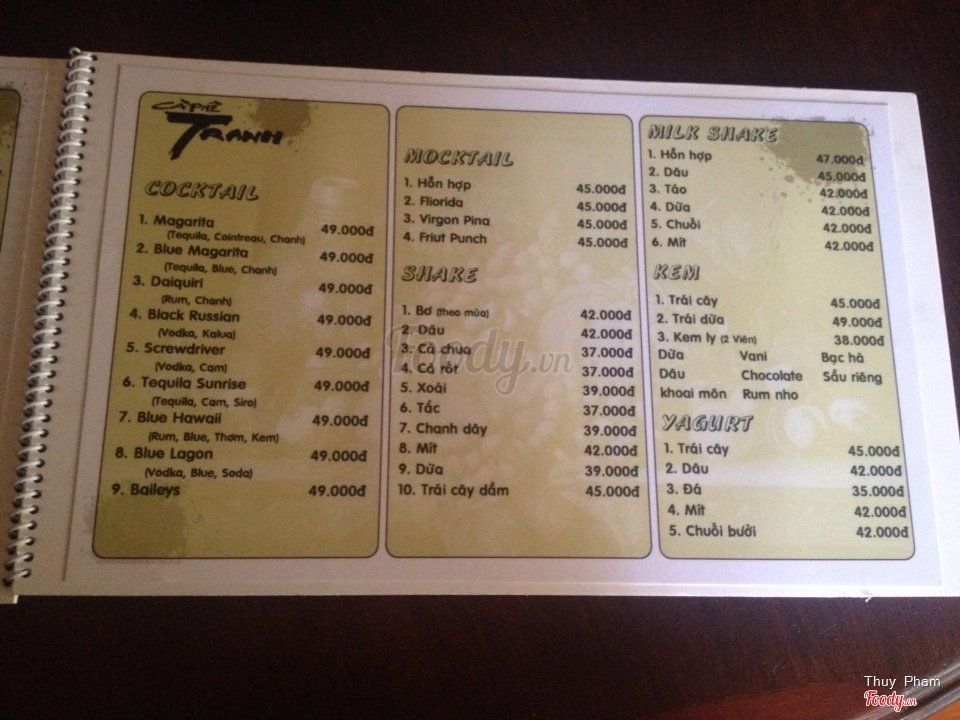 CÀ PHÊ
TRANH
COCKTAIL
1. Magarita 49.000đ
(Tequila, Cointreau, Chanh)
2. Blue Magarita 49.000đ
(Tequila, Blue, Chanh)
3. Daiquiri 49.000đ
(Rum, Chanh)
4. Black Russian 49.000đ
(Vodka, Kalua)
5. Screwdriver 49.000đ
(Vodka, Cam)
6. Tequila Sunrise 49.000đ
(Tequila, Cam, Siro)
7. Blue Hawaii 49.000đ
(Rum, Blue, Thơm, Kem)
8. Blue Lagon 49.000đ
(Vodka, Blue, Soda)
9. Baileys 49.000đ
MOCKTAIL
1. Hỗn hợp 45.000đ
2. Fliorida 45.000đ
3. Virgon Pina 45.000đ
4. Friut Punch 45.000đ
SHAKE
1. Bơ (theo mùa) 42.000đ
2. Dâu 42.000đ
3. Cà chua 37.000đ
4. Cà rốt 37.000đ
5. Xoài 39.000đ
6. Tắc 37.000đ
7. Chanh dây 39.000đ
8. Mít 42.000đ
9. Dừa 39.000đ
10. Trái cây dầm 45.000đ
MILK SHAKE
1. Hỗn hợp 47.000đ
2. Dâu 45.000đ
3. Táo 42.000đ
4. Dừa 42.000đ
5. Chuối 42.000đ
6. Mít 42.000đ
KEM
1. Trái cây 45.000đ
2. Trái dừa 49.000đ
3. Kem ly (2 Viên) 38.000đ
Dừa Vani Bạc hà
Dâu Chocolate Sầu riêng
khoai môn Rum nho
YAGURT
1. Trái cây 45.000đ
2. Dâu 42.000đ
3. Đá 35.000đ
4. Mít 42.000đ
5. Chuối bưởi 42.000đ
Foody.vn
Thuy Pham
Foody.vn